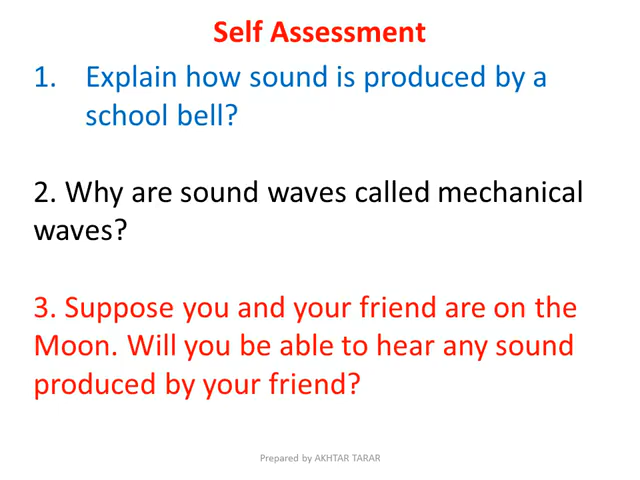 Self Assessment
1. Explain how sound is produced by a
school bell?
2. Why are sound waves called mechanical
waves?
3. Suppose you and your friend are on the
Moon. Will you be able to hear any sound
produced by your friend?
Prepared by AKHTAR TARAR